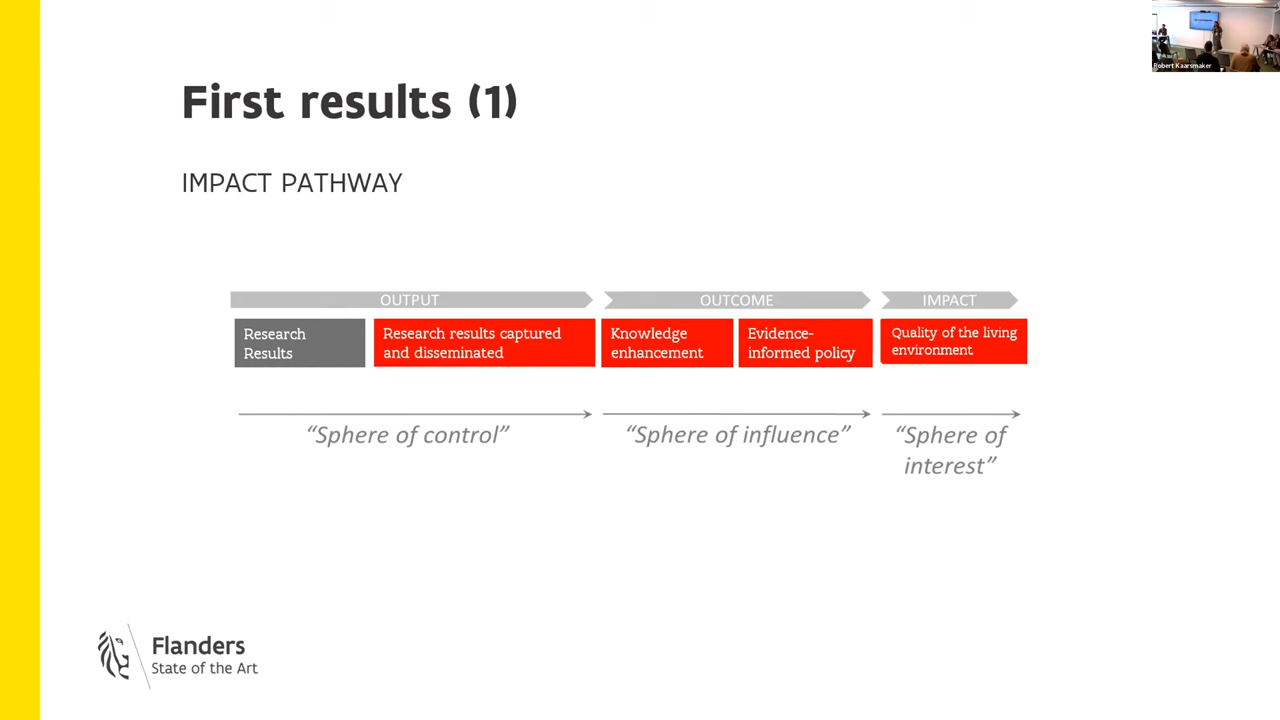 Robert Kaarsmaker
First results (1)
IMPACT PATHWAY
OUTPUT
OUTCOME
IMPACT
Research
Results
Research results captured
and disseminated
Knowledge
enhancement
Evidence-
informed policy
Quality of the living
environment
“Sphere of control”
“Sphere of influence”
“Sphere of
interest”
Flanders
State of the Art